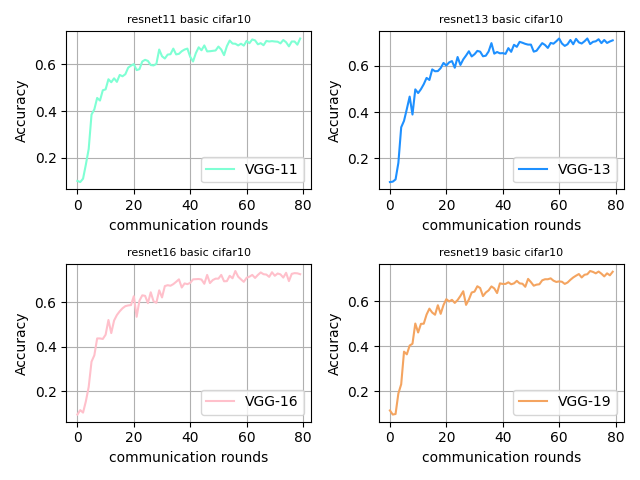 resnet11 basic cifar10
Accuracy
0.6
0.4
0.2
VGG-11
0 20 40 60 80
communication rounds
resnet13 basic cifar10
Accuracy
0.6
0.4
0.2
VGG-13
0 20 40 60 80
communication rounds
resnet16 basic cifar10
Accuracy
0.6
0.4
0.2
VGG-16
0 20 40 60 80
communication rounds
resnet19 basic cifar10
Accuracy
0.6
0.4
0.2
VGG-19
0 20 40 60 80
communication rounds